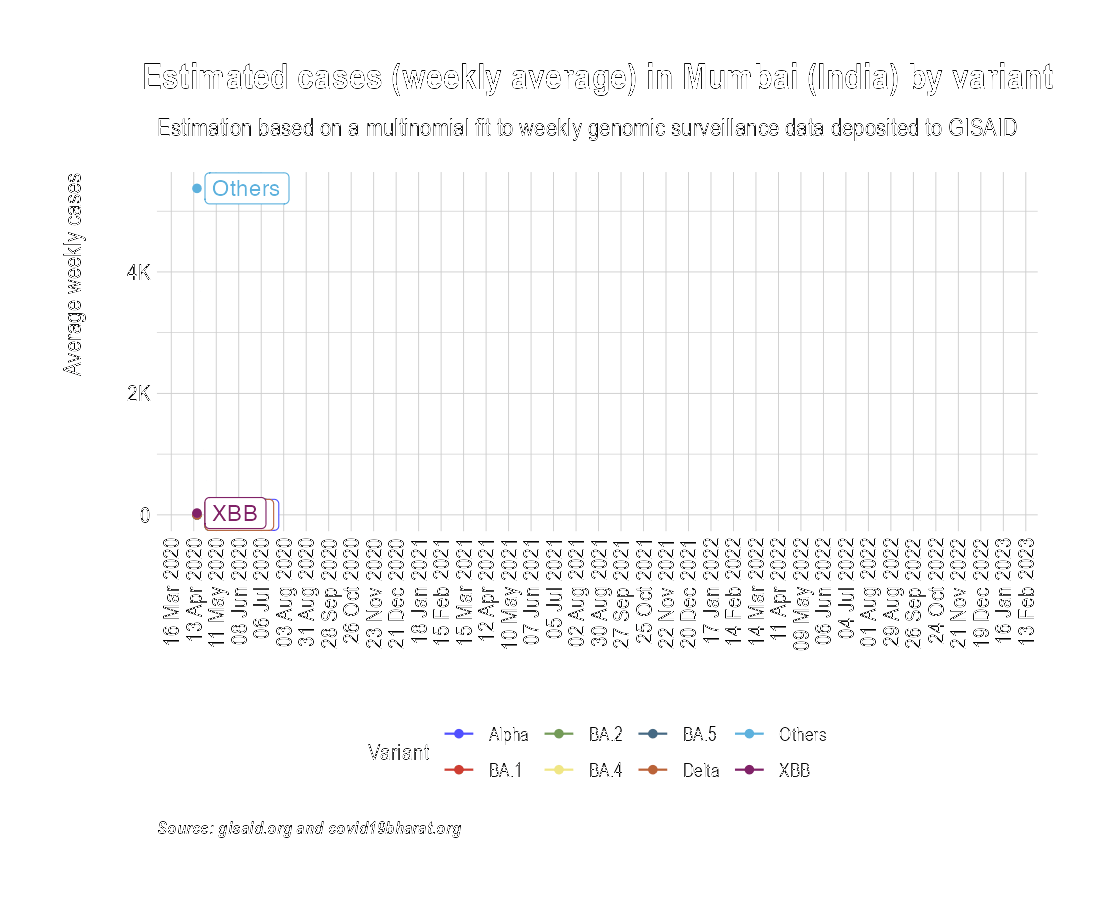 Estimated cases (weekly average) in Mumbai (India) by variant
Estimation based on a multinomial fit to weekly genomic surveillance data deposited to GISAID
Average weekly cases
Others
4K
2K
0
XBB
16 Mar 2020
13 Apr 2020
11 May 2020
08 Jun 2020
06 Jul 2020
03 Aug 2020
31 Aug 2020
28 Sep 2020
26 Oct 2020
23 Nov 2020
21 Dec 2020
18 Jan 2021
15 Feb 2021
15 Mar 2021
12 Apr 2021
10 May 2021
07 Jun 2021
05 Jul 2021
02 Aug 2021
30 Aug 2021
27 Sep 2021
25 Oct 2021
22 Nov 2021
20 Dec 2021
17 Jan 2022
14 Feb 2022
14 Mar 2022
11 Apr 2022
09 May 2022
06 Jun 2022
04 Jul 2022
01 Aug 2022
29 Aug 2022
26 Sep 2022
24 Oct 2022
21 Nov 2022
19 Dec 2022
16 Jan 2023
13 Feb 2023
Variant
Alpha BA.2 BA.5 Others
BA.1 BA.4 Delta XBB
Source: gisaid.org and covid19bharat.org